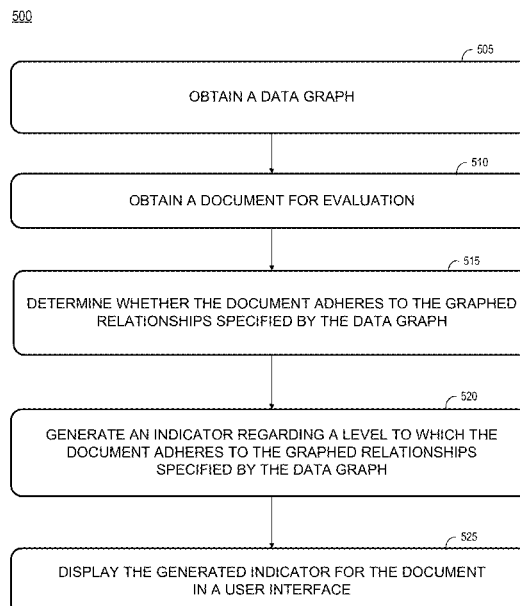 500
505
OBTAIN A DATA GRAPH
510
OBTAIN A DOCUMENT FOR EVALUATION
515
DETERMINE WHETHER THE DOCUMENT ADHERES TO THE GRAPHED
RELATIONSHIPS SPECIFIED BY THE DATA GRAPH
520
GENERATE AN INDICATOR REGARDING A LEVEL TO WHICH THE
DOCUMENT ADHERES TO THE GRAPHED RELATIONSHIPS
SPECIFIED BY THE DATA GRAPH
525
DISPLAY THE GENERATED INDICATOR FOR THE DOCUMENT
IN A USER INTERFACE